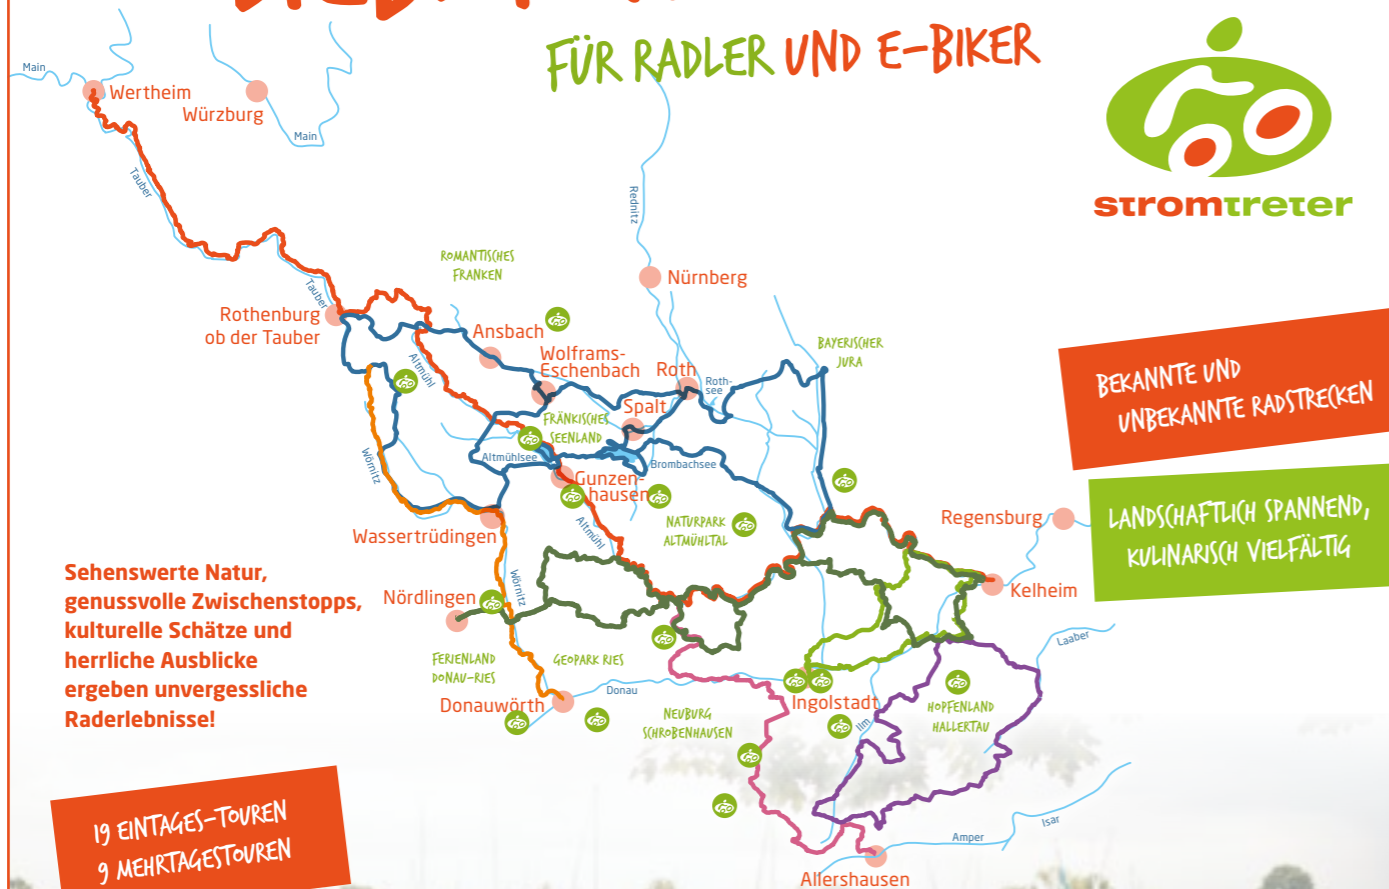 FÜR RADLER UND E-BIKER
stromtreter
Main
Wertheim
Würzburg
Main
Tauber
Rednitz
ROMANTISCHES
FRANKEN
Nürnberg
Tauber
Rothenburg
ob der Tauber
Ansbach
Altmühl
Wolframs-
Eschenbach
Roth
Roth-
see
BAYERISCHER
JURA
Spalt
FRÄNKISCHES
SEENLAND
Altmühlsee
Brombachsee
Wörnitz
Gunzen-
hausen
Altmühl
NATURPARK
ALTMÜHLTAL
Wassertrüdingen
Regensburg
Kelheim
BEKANNTE UND
UNBEKANNTE RADSTRECKEN
LANDSCHAFTLICH SPANNEND,
KULINARISCH VIELFÄLTIG
Sehenswerte Natur,
genussvolle Zwischenstopps,
kulturelle Schätze und
herrliche Ausblicke
ergeben unvergessliche
Raderlebnisse!
Nördlingen
Wörnitz
FERIENLAND
DONAU-RIES
GEOPARK RIES
Donauwörth
Donau
NEUBURG
SCHROBENHAUSEN
Ingolstadt
Ilm
HOPFENLAND
HALLERTAU
Laaber
Amper
Isar
Allershausen
19 EINTAGES-TOUREN
9 MEHRTAGESTOUREN